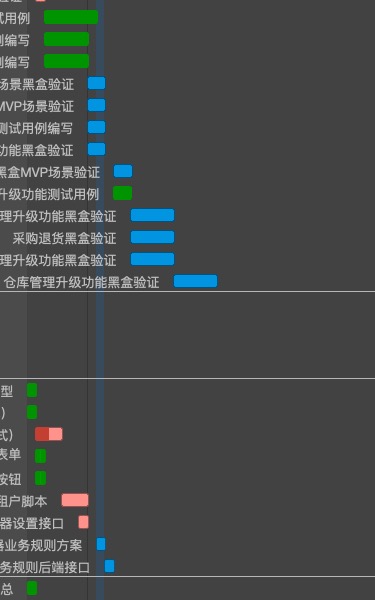 验证
试用例
例编写
例编写
场景黑盒验证
MVP场景验证
测试用例编写
功能黑盒验证
黑盒MVP场景验证
升级功能测试用例
理升级功能黑盒验证
采购退货黑盒验证
理升级功能黑盒验证
仓库管理升级功能黑盒验证
型
)
式)
表单
按钮
租户脚本
器设置接口
器业务规则方案
务规则后端接口
总